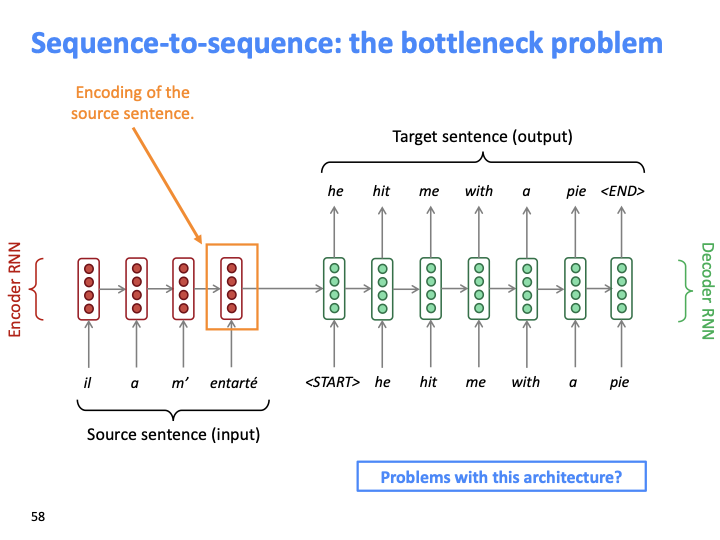 Sequence-to-sequence: the bottleneck problem
Encoding of the
source sentence.
Target sentence (output)
he hit me with a pie <END>
Encoder RNN
Decoder RNN
il a m’ entarté
<START> he hit me with a pie
Source sentence (input)
Problems with this architecture?
58